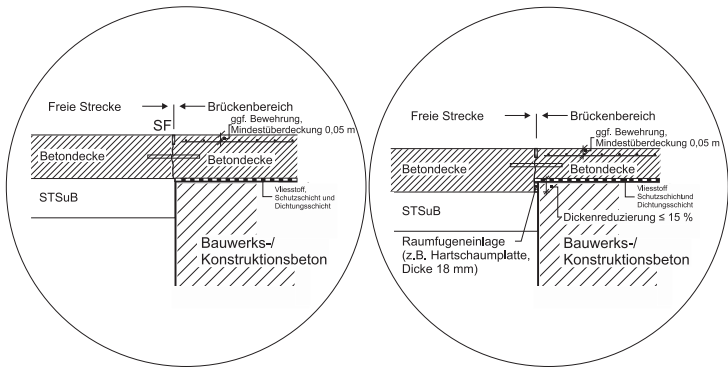 Freie Strecke
Brückenbereich
SF
ggf. Bewehrung,
Mindestüberdeckung 0,05 m
Betondecke
Betondecke
Vliesstoff,
Schutzschicht und
Dichtungsschicht
STSuB
Bauwerks-/
Konstruktionsbeton
Freie Strecke
Brückenbereich
ggf. Bewehrung,
Mindestüberdeckung 0,05 m
Betondecke
Betondecke
Vliesstoff
Schutzschicht und
Dichtungsschicht
STSuB
Dickenreduzierung ≤ 15 %
Raumfugeneinlage
(z.B. Hartschaumplatte,
Dicke 18 mm)
Bauwerks-/
Konstruktionsbeton